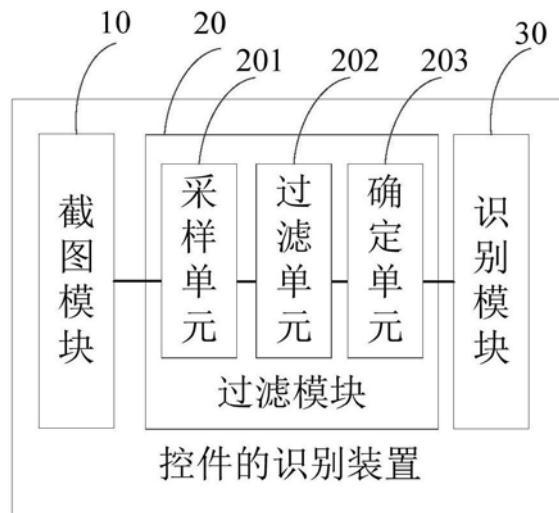 10
20
201
202
203
30
截图模块
采样单元
过滤单元
确定单元
识别模块
过滤模块
控件的识别装置